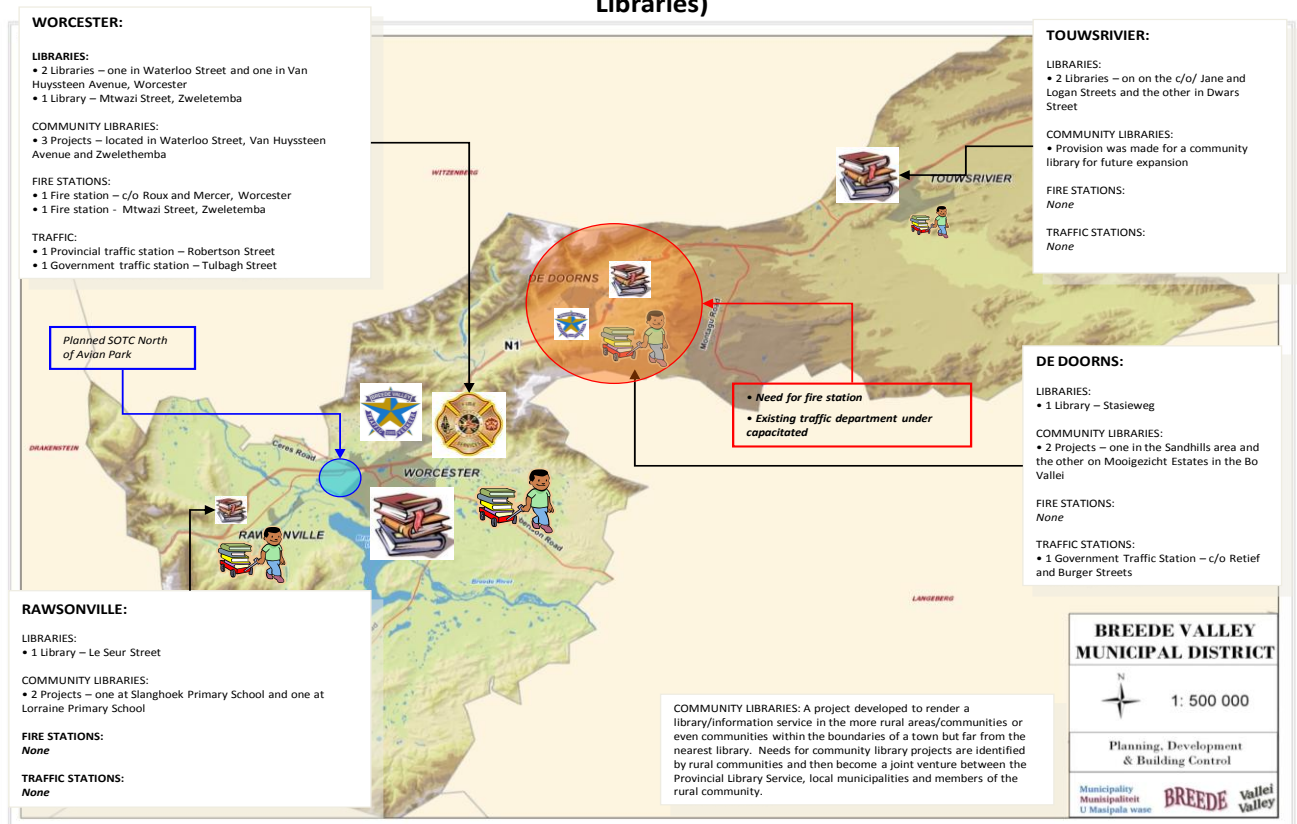 Libraries)
WORCESTER:
LIBRARIES:
• 2 Libraries – one in Waterloo Street and one in Van
Huyssteen Avenue, Worcester
• 1 Library – Mtwazi Street, Zweletemba
COMMUNITY LIBRARIES:
• 3 Projects – located in Waterloo Street, Van Huyssteen
Avenue and Zwelethemba
FIRE STATIONS:
• 1 Fire station – c/o Roux and Mercer, Worcester
• 1 Fire station - Mtwazi Street, Zweletemba
TRAFFIC:
• 1 Provincial traffic station – Robertson Street
• 1 Government traffic station – Tulbagh Street
TOUWSRIVIER:
LIBRARIES:
• 2 Libraries – on on the c/o/ Jane and
Logan Streets and the other in Dwars
Street
COMMUNITY LIBRARIES:
• Provision was made for a community
library for future expansion
FIRE STATIONS:
None
TRAFFIC STATIONS:
None
WITZENBERG
TOUWSRIVIER
DE DOORNS
Montagu Road
N1
Planned SOTC North
of Avian Park
• Need for fire station
• Existing traffic department under
capacitated
DE DOORNS:
LIBRARIES:
• 1 Library – Stasieweg
COMMUNITY LIBRARIES:
• 2 Projects – one in the Sandhills area and
the other on Mooigezicht Estates in the Bo
Vallei
FIRE STATIONS:
None
TRAFFIC STATIONS:
• 1 Government Traffic Station – c/o Retief
and Burger Streets
DRAKENSTEIN
Ceres Road
WORCESTER
RAW NVILLE
Road
Breede River
LANGEBERG
RAWSONVILLE:
LIBRARIES:
• 1 Library – Le Seur Street
COMMUNITY LIBRARIES:
• 2 Projects – one at Slanghoek Primary School and one at
Lorraine Primary School
FIRE STATIONS:
None
TRAFFIC STATIONS:
None
COMMUNITY LIBRARIES: A project developed to render a
library/information service in the more rural areas/communities or
even communities within the boundaries of a town but far from the
nearest library. Needs for community library projects are identified
by rural communities and then become a joint venture between the
Provincial Library Service, local municipalities and members of the
rural community.
BREEDE VALLEY
MUNICIPAL DISTRICT
N
1: 500 000
Planning, Development
& Building Control
Municipality
Munisipaliteit
U Masipala wase
BREEDE
Vallei
Valley